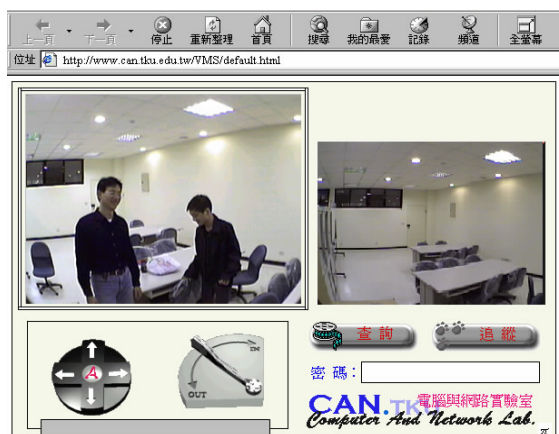 上一頁 下一頁 停止 重新整理 首頁 搜尋 我的最愛 記錄 頻道 全螢幕
位址 http://www.can.tku.edu.tw/VMS/default.html
A IN OUT
查詢 追蹤
密碼:
CAN.TKU 電腦與網路實驗室
Computer And Network Lab.
π